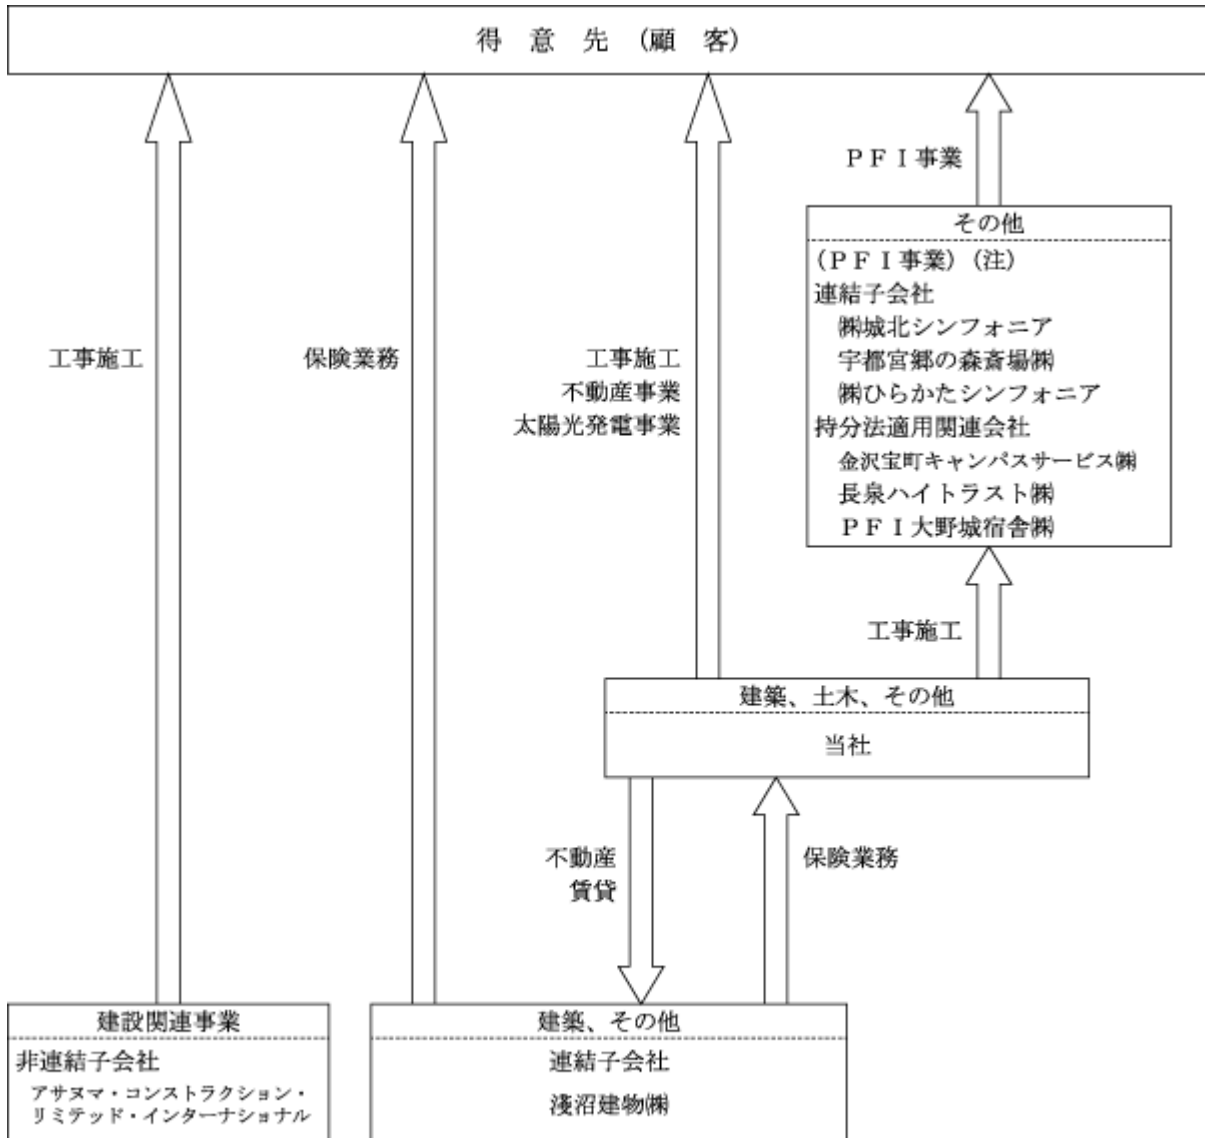 得意先(顧客)
PFI事業
その他
(PFI事業)(注)
連結子会社
㈱城北シンフォニア
宇都宮郷の森斎場㈱
㈱ひらかたシンフォニア
持分法適用関連会社
金沢宝町キャンパスサービス㈱
長泉ハイトラスト㈱
PFI大野城宿舎㈱
工事施工
保険業務
工事施工
不動産事業
太陽光発電事業
工事施工
建築、土木、その他
当社
不動産
賃貸
保険業務
建設関連事業
非連結子会社
アサヌマ・コンストラクション・
リミテッド・インターナショナル
建築、その他
連結子会社
淺沼建物㈱